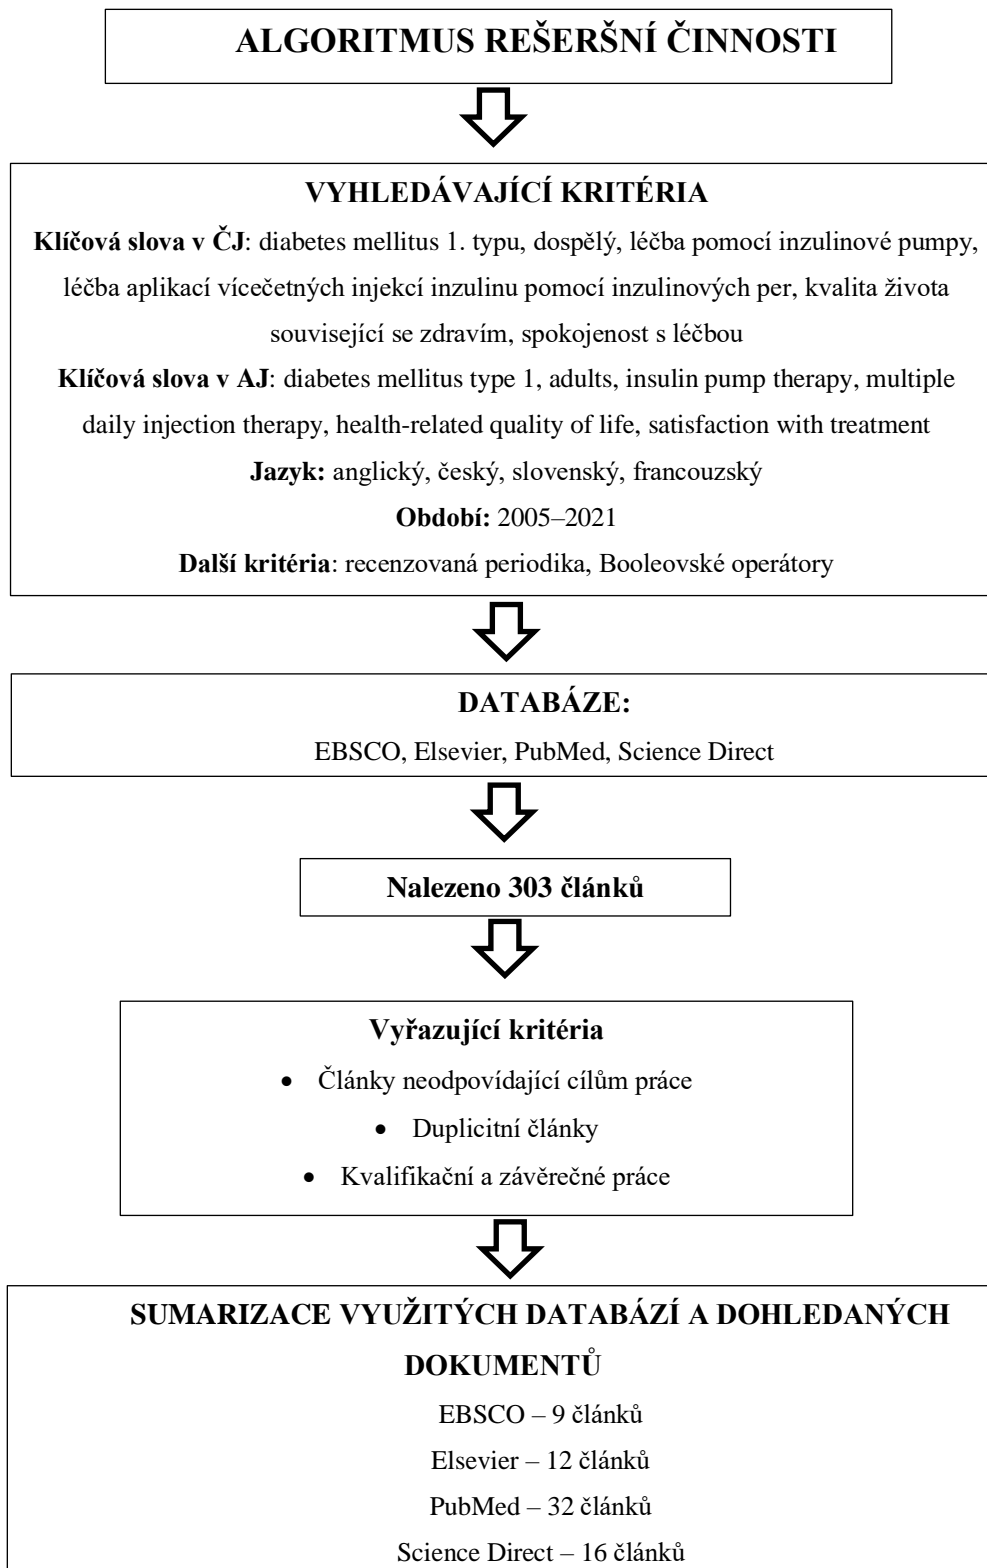 ALGORITMUS REŠERŠNÍ ČINNOSTI
VYHLEDÁVAJÍCÍ KRITÉRIA
Klíčová slova v ČJ: diabetes mellitus 1. typu, dospělý, léčba pomocí inzulinové pumpy,
léčba aplikací vícečetných injekcí inzulinu pomocí inzulinových per, kvalita života
související se zdravím, spokojenost s léčbou
Klíčová slova v AJ: diabetes mellitus type 1, adults, insulin pump therapy, multiple
daily injection therapy, health-related quality of life, satisfaction with treatment
Jazyk: anglický, český, slovenský, francouzský
Období: 2005–2021
Další kritéria: recenzovaná periodika, Booleovské operátory
DATABÁZE:
EBSCO, Elsevier, PubMed, Science Direct
Nalezeno 303 článků
Vyřazující kritéria
• Články neodpovídající cílům práce
• Duplicitní články
• Kvalifikační a závěrečné práce
SUMARIZACE VYUŽITÝCH DATABÁZÍ A DOHLEDANÝCH
DOKUMENTŮ
EBSCO – 9 článků
Elsevier – 12 článků
PubMed – 32 článků
Science Direct – 16 článků